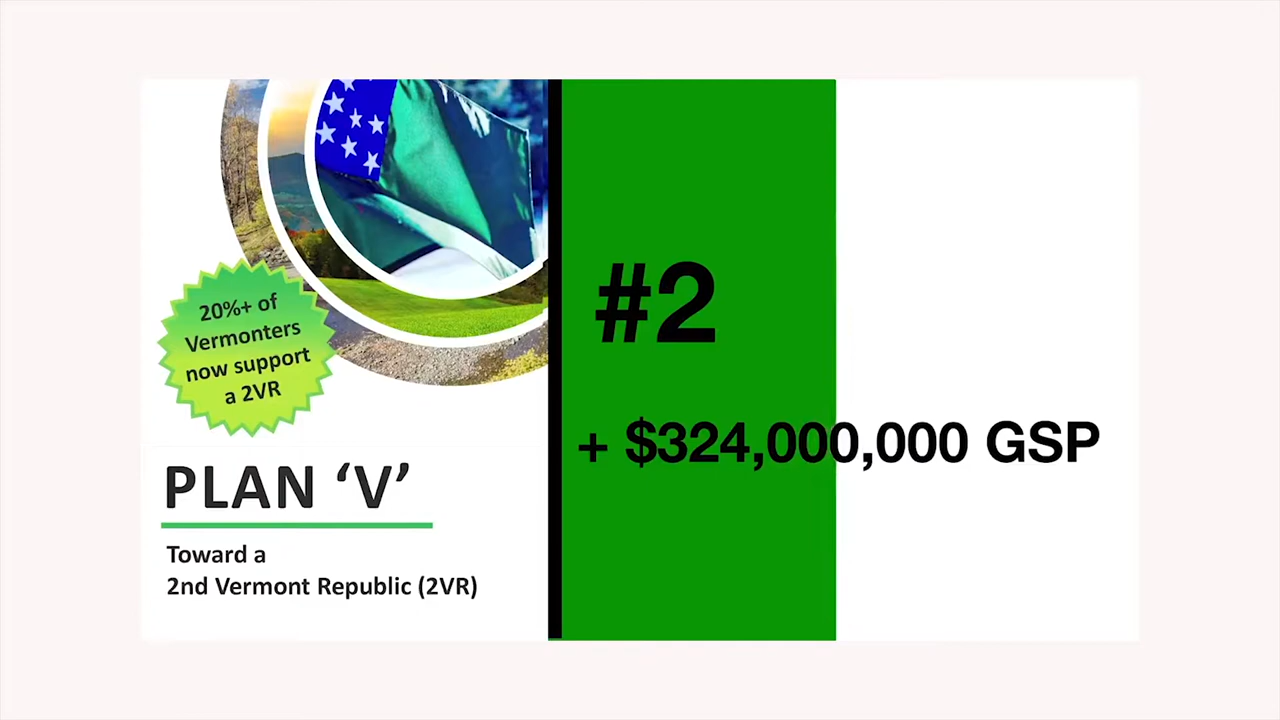 20%+ of
Vermonters
now support
a 2VR
PLAN ‘V’
Toward a
2nd Vermont Republic (2VR)
#2
+ $324,000,000 GSP